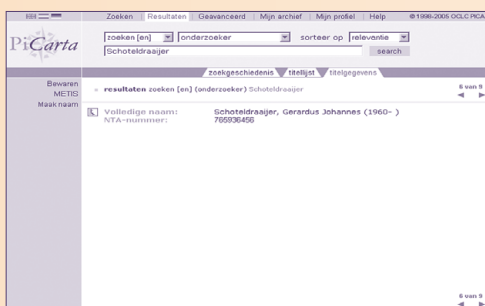 Zoeken | Resultaten | Geavanceerd | Mijn archief | Mijn profiel | Help ©1998-2005 OCLC PICA
PiCarta
zoeken [en] onderzoeker sorteer op relevantie
Schoteldraaijer search
zoekgeschiedenis titellijst titelgegevens
Bewaren
METIS
Maak naam
resultaten zoeken [en] (onderzoeker) Schoteldraaijer 6 van 9
Volledige naam: Schoteldraaijer, Gerardus Johannes (1960- )
NTA-nummer: 765936456
6 van 9